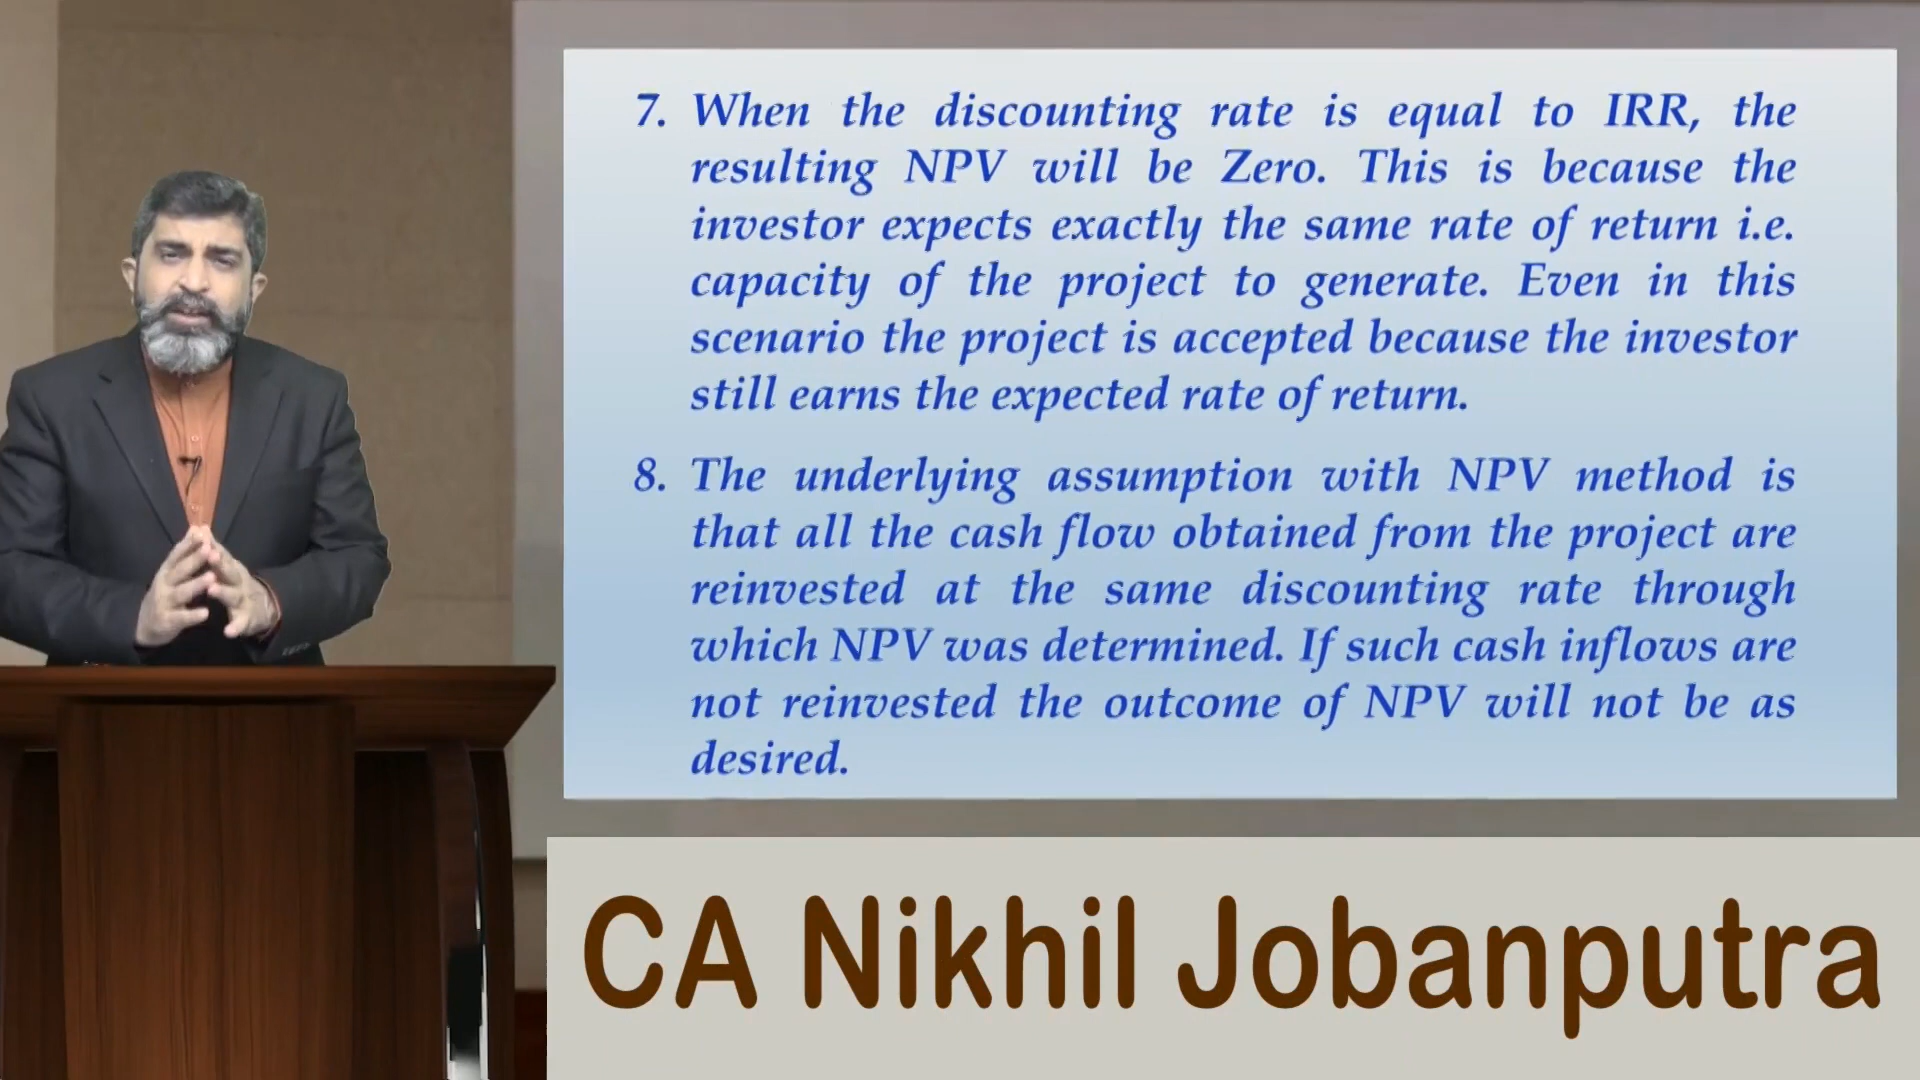 7. When the discounting rate is equal to IRR, the
resulting NPV will be Zero. This is because the
investor expects exactly the same rate of return i.e.
capacity of the project to generate. Even in this
scenario the project is accepted because the investor
still earns the expected rate of return.
8. The underlying assumption with NPV method is
that all the cash flow obtained from the project are
reinvested at the same discounting rate through
which NPV was determined. If such cash inflows are
not reinvested the outcome of NPV will not be as
desired.
CA Nikhil Jobanputra